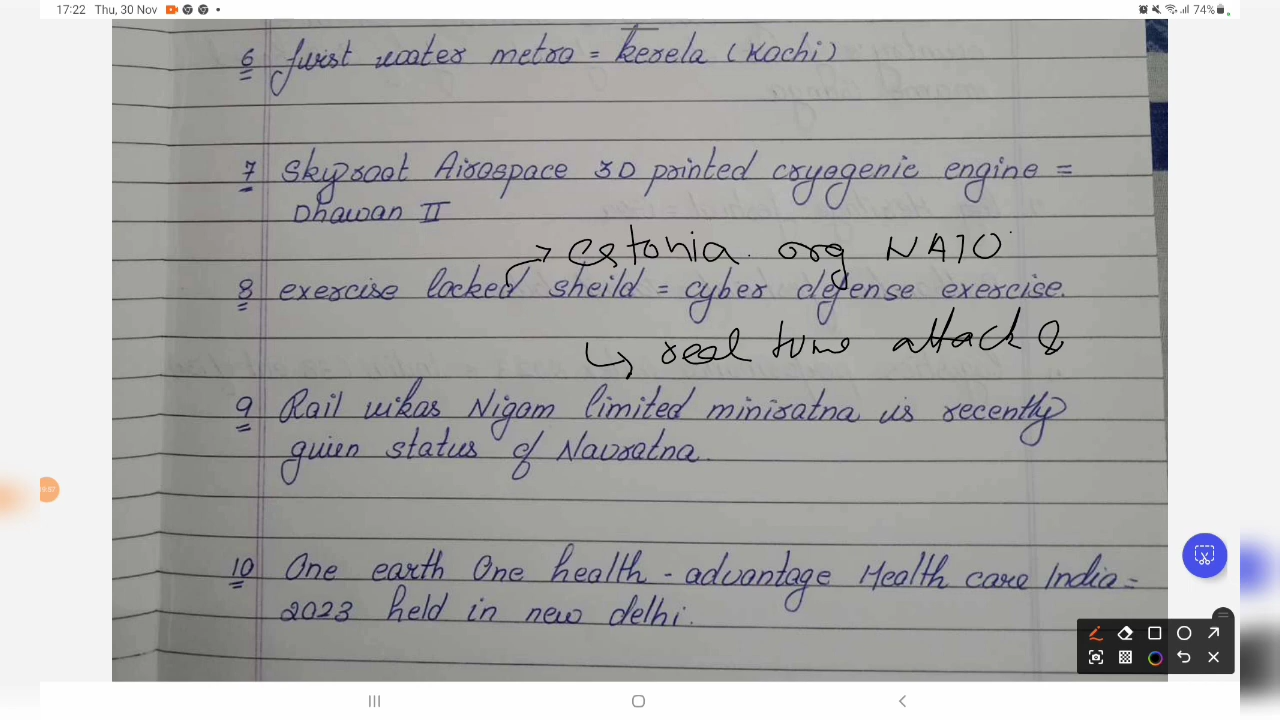 17:22 Thu, 30 Nov 74%
6 first water metro = kerela (Kochi)
7 Skyroot Airospace 3D printed cryogenic engine =
Dhawan II
→ estonia. org NATO
8 exercise locked sheild = cyber defense exercise.
↳ real time attack &
9 Rail vikas Nigam limited miniratna is recently
given status of Navratna.
10 One earth One health - advantage Health care India -
2023 held in new delhi.